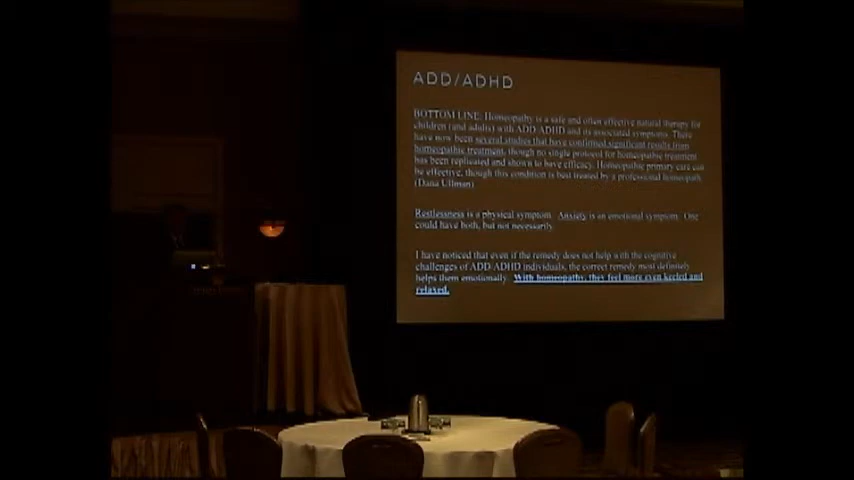 ADD/ADHD
BOTTOM LINE: Homeopathy is a safe and often effective natural therapy for
children (and adults) with ADD/ADHD and its associated symptoms. There
have now been several studies that have confirmed significant results from
homeopathic treatment, though no single protocol for homeopathic treatment
has been replicated and shown to have efficacy. Homeopathic primary care can
be effective, though this condition is best treated by a professional homeopath.
(Dana Ullman)
Restlessness is a physical symptom. Anxiety is an emotional symptom. One
could have both, but not necessarily.
I have noticed that even if the remedy does not help with the cognitive
challenges of ADD/ADHD individuals, the correct remedy most definitely
helps them emotionally. With homeopathy, they feel more even keeled and
relaxed.